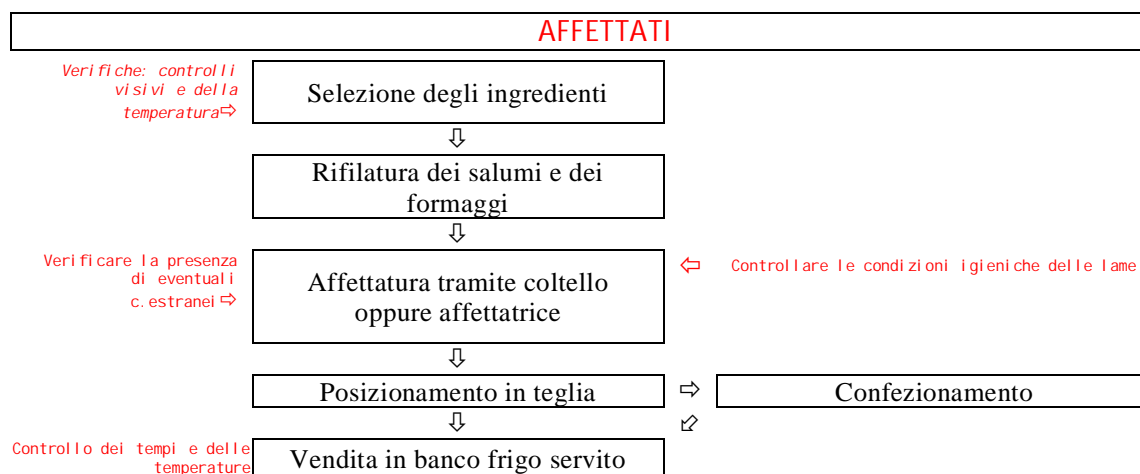 AFFETTATI
Verifiche: controlli
visivi e della
temperatura⇨
Selezione degli ingredienti
⇩
Rifilatura dei salumi e dei
formaggi
⇩
Verificare la presenza
di eventuali
c.estranei ⇨
Affettatura tramite coltello
oppure affettatrice
⇦ Controllare le condizioni igieniche delle lame
⇩
Posizionamento in teglia ⇨ Confezionamento
⇩
Controllo dei tempi e delle
temperature
Vendita in banco frigo servito